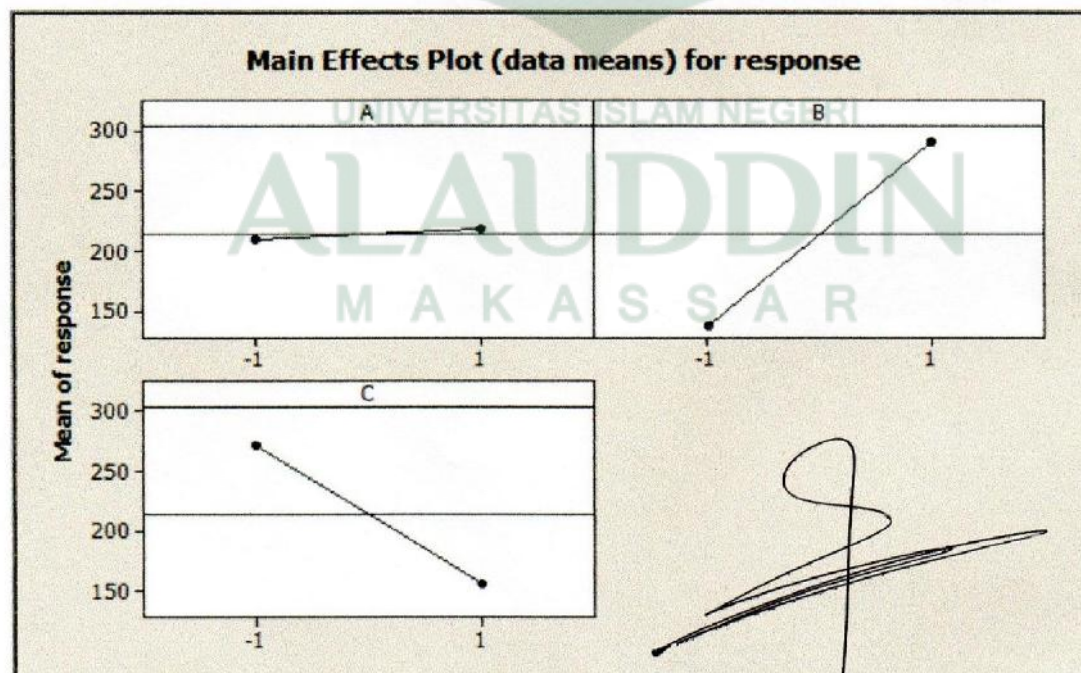 Main Effects Plot (data means) for response
UNIVERSITAS ISLAM NEGERI
ALAUDDIN
MAKASSAR
Mean of response
A
B
300
250
200
150
-1
1
-1
1
C
300
250
200
150
-1
1